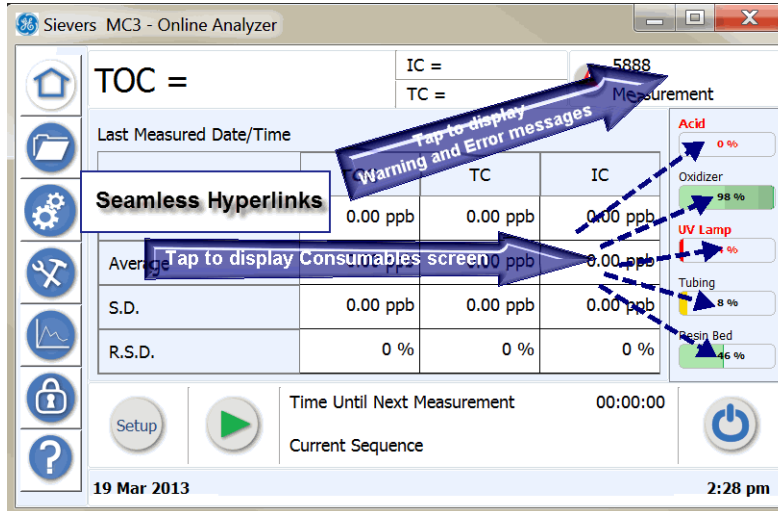 Sievers MC3 - Online Analyzer
TOC =
IC =
TC =
5888
Measurement
Last Measured Date/Time
Tap to display
Warning and Error messages
TC
IC
Seamless Hyperlinks
0.00 ppb 0.00 ppb 0.00 ppb
Average
Tap to display Consumables screen
0.00 ppb
S.D. 0.00 ppb 0.00 ppb 0.00 ppb
R.S.D. 0 % 0 % 0 %
Acid
0 %
Oxidizer
98 %
UV Lamp
%
Tubing
8 %
Resin Bed
46 %
Setup
Time Until Next Measurement 00:00:00
Current Sequence
19 Mar 2013
2:28 pm